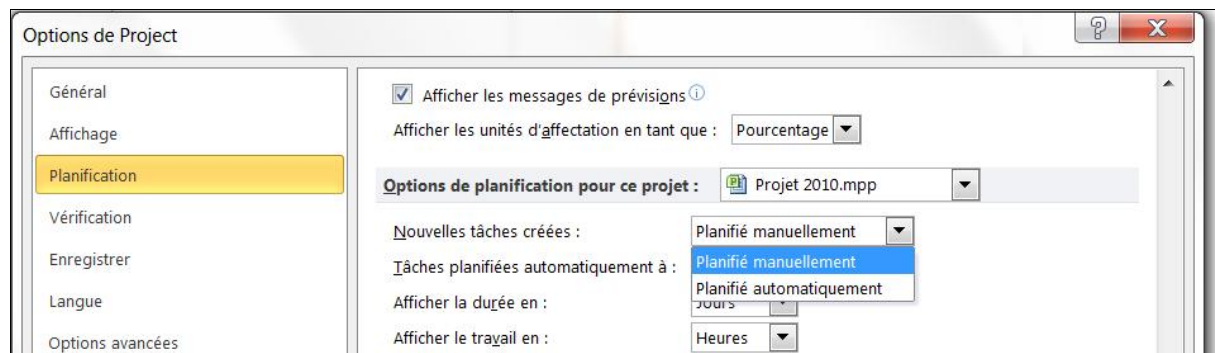 Options de Project
Général
Affichage
Planification
Vérification
Enregistrer
Langue
Options avancées
Afficher les messages de prévisions
Afficher les unités d'affectation en tant que : Pourcentage
Options de planification pour ce projet : Projet 2010.mpp
Nouvelles tâches créées : Planifié manuellement
Tâches planifiées automatiquement à : Planifié manuellement
Planifié automatiquement
Afficher la durée en : Jours
Afficher le travail en : Heures